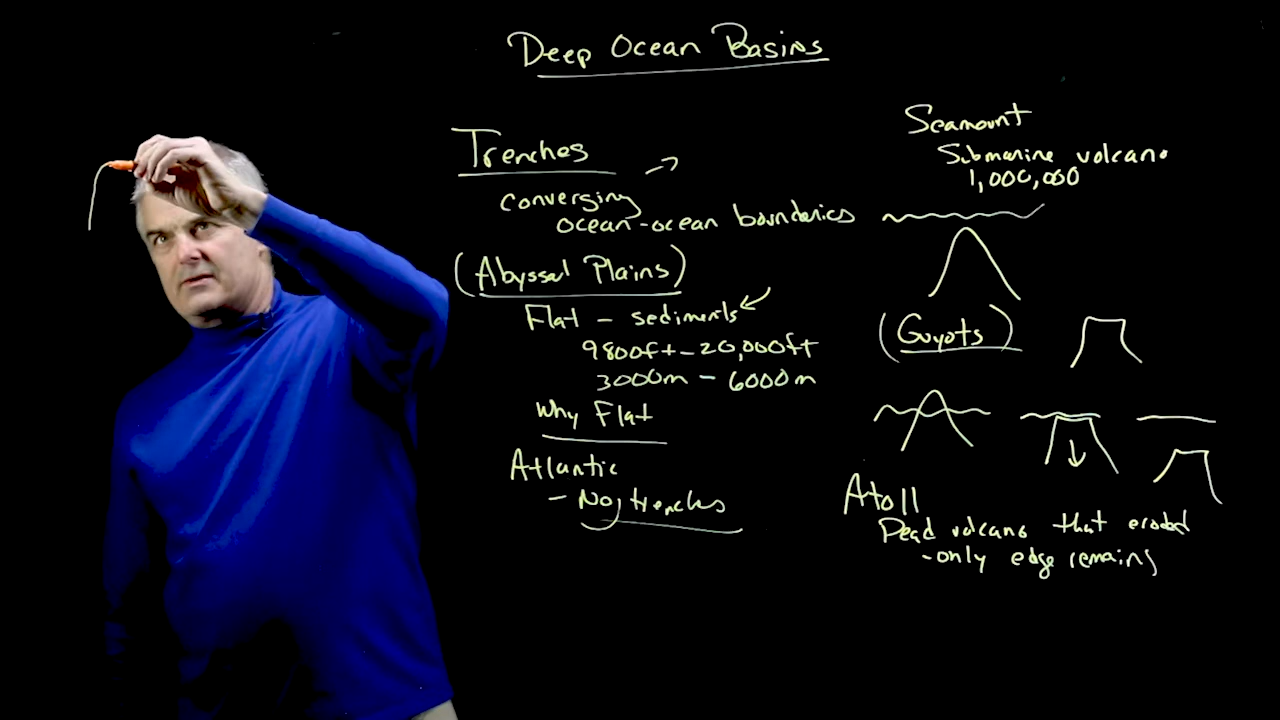 Deep Ocean Basins
Trenches
converging
ocean-ocean boundaries
(Abyssal Plains)
Flat - sediments
9800ft - 20,000ft
3000m - 6000m
Why Flat
Atlantic
- No trenches
Seamount
Submarine volcano
1,000,000
(Guyots)
Atoll
Dead volcano that eroded
- only edge remains